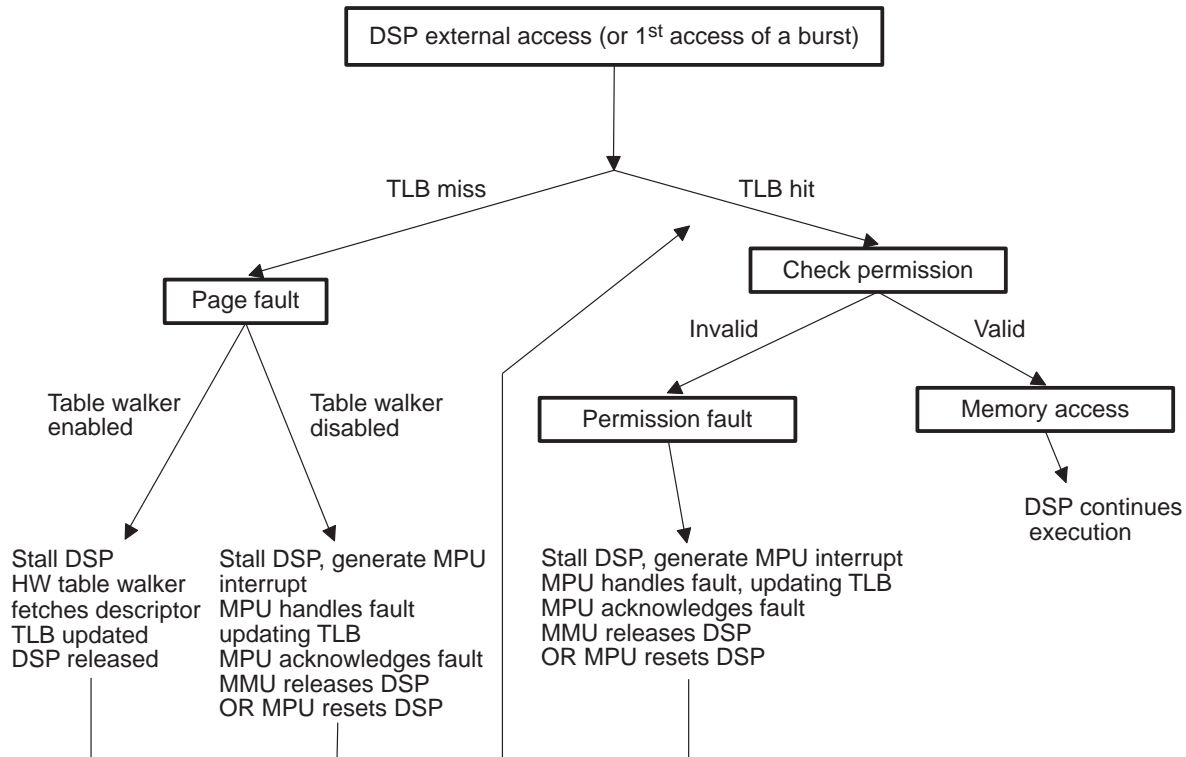 DSP external access (or 1st access of a burst)
TLB miss
TLB hit
Check permission
Page fault
Invalid
Valid
Table walker
enabled
Table walker
disabled
Permission fault
Memory access
DSP continues
execution
Stall DSP
HW table walker
fetches descriptor
TLB updated
DSP released
Stall DSP, generate MPU
interrupt
MPU handles fault
updating TLB
MPU acknowledges fault
MMU releases DSP
OR MPU resets DSP
Stall DSP, generate MPU interrupt
MPU handles fault, updating TLB
MPU acknowledges fault
MMU releases DSP
OR MPU resets DSP